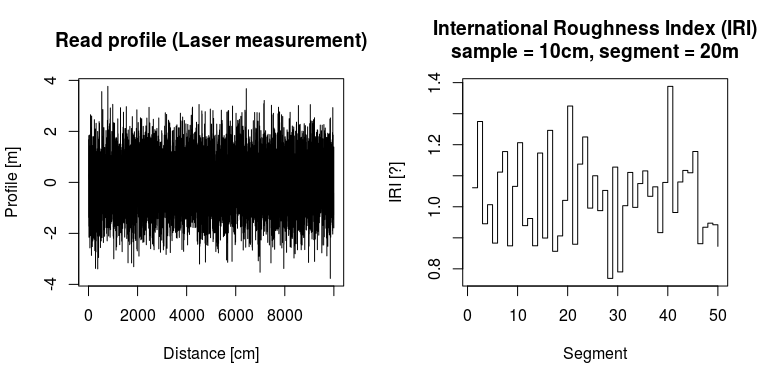 Read profile (Laser measurement)
4
2
0
-2
-4
Profile [m]
0 2000 4000 6000 8000
Distance [cm]
International Roughness Index (IRI)
sample = 10cm, segment = 20m
1.4
1.2
1.0
0.8
IRI [?]
0 10 20 30 40 50
Segment